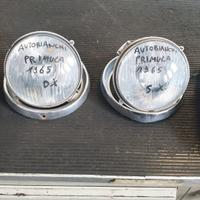 AUTOBIANCHI
PRIMULA
1965
DX
AUTOBIANCHI
PRIMULA
1965
SX